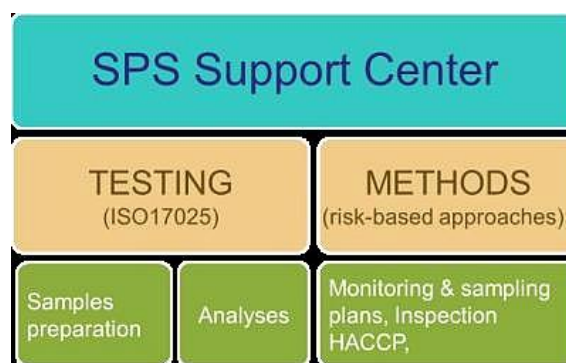 SPS Support Center
TESTING
(ISO17025)
METHODS
(risk-based approaches)
Samples
preparation
Analyses
Monitoring & sampling
plans, Inspection
HACCP,